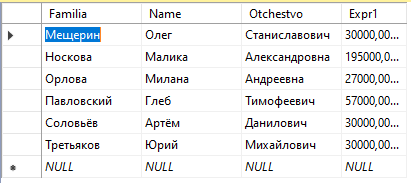 Familia Name Otchestvo Expr1
Мещерин Олег Станиславович 30000,00...
Носкова Малика Александровна 195000,0...
Орлова Милана Андреевна 27000,00...
Павловский Глеб Тимофеевич 57000,00...
Соловьёв Артём Данилович 30000,00...
Третьяков Юрий Михайлович 30000,00...
NULL NULL NULL NULL